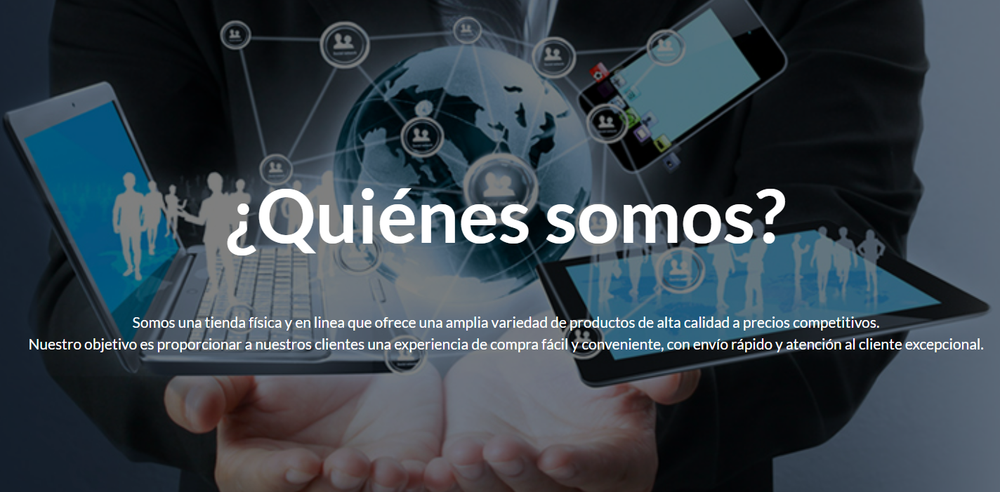 ¿Quiénes somos?
Somos una tienda física y en linea que ofrece una amplia variedad de productos de alta calidad a precios competitivos.
Nuestro objetivo es proporcionar a nuestros clientes una experiencia de compra fácil y conveniente, con envío rápido y atención al cliente excepcional.